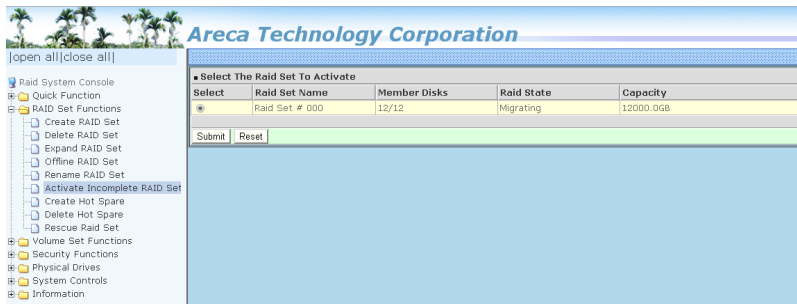 Areca Technology Corporation
|open all|close all|
Raid System Console
Quick Function
RAID Set Functions
Create RAID Set
Delete RAID Set
Expand RAID Set
Offline RAID Set
Rename RAID Set
Activate Incomplete RAID Set
Create Hot Spare
Delete Hot Spare
Rescue Raid Set
Volume Set Functions
Security Functions
Physical Drives
System Controls
Information
Select The Raid Set To Activate
Select Raid Set Name Member Disks Raid State Capacity
Raid Set # 000 12/12 Migrating 12000.0GB
Submit Reset